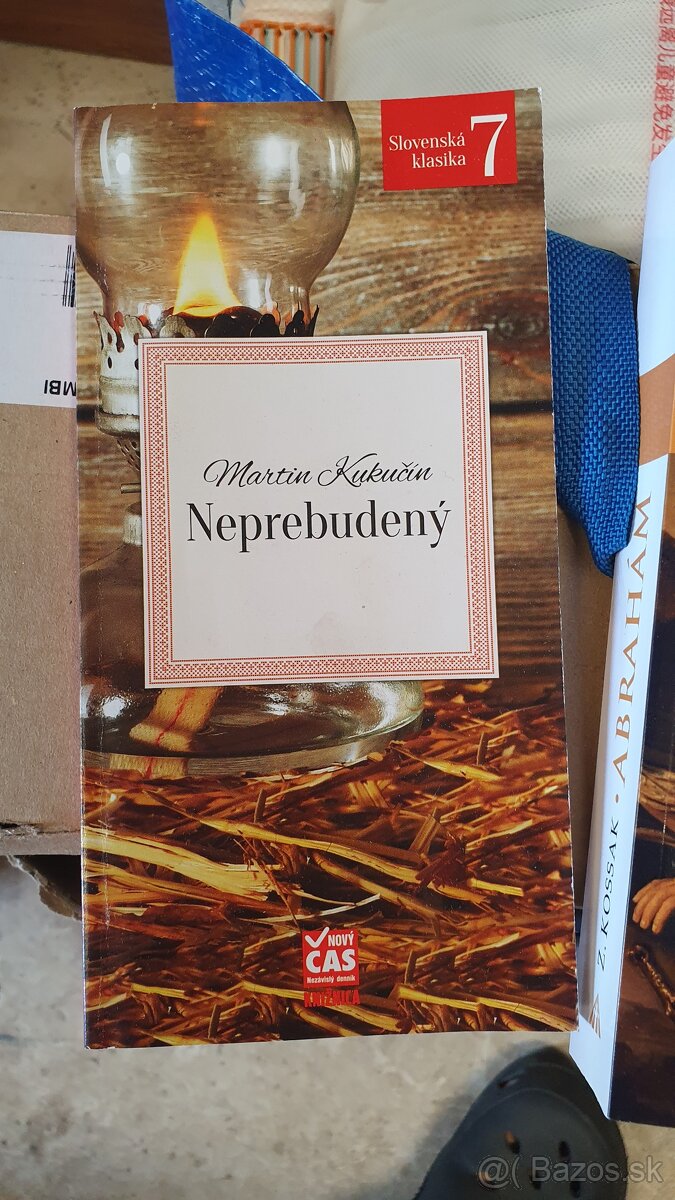 Slovenská
klasika
7
Martin Kukučín
Neprebudený
NOVÝ
ČAS
Nezávislý denník
KNIŽNICA
Z. KOSSAK • ABRAHÁM
@( Bazos.sk